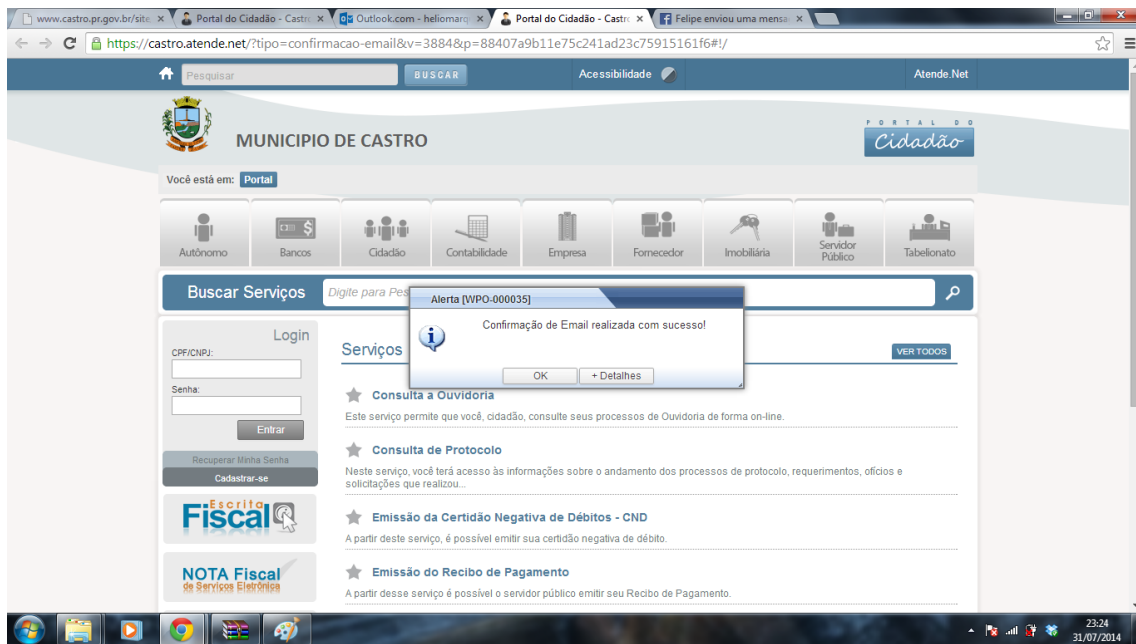 www.castro.pr.gov.br/site
Portal do Cidadão - Castro
Outlook.com - heliomarq
Portal do Cidadão - Castro
Felipe enviou uma mensa
https://castro.atende.net/?tipo=confirmacao-email&v=3884&p=88407a9b11e75c241ad23c75915161f6#!/
Pesquisar
BUSCAR
Acessibilidade
Atende.Net
MUNICIPIO DE CASTRO
PORTAL DO
Cidadão
Você está em: Portal
Autônomo
Bancos
Cidadão
Contabilidade
Empresa
Fornecedor
Imobiliária
Servidor
Público
Tabelionato
Buscar Serviços
Digite para Pes
Alerta [WPO-000035]
Confirmação de Email realizada com sucesso!
OK
+ Detalhes
Login
CPF/CNPJ:
Senha:
Entrar
Recuperar Minha Senha
Cadastrar-se
Escrita
Fiscal
NOTA Fiscal
de Serviços Eletrônica
Serviços
VER TODOS
Consulta a Ouvidoria
Este serviço permite que você, cidadão, consulte seus processos de Ouvidoria de forma on-line.
Consulta de Protocolo
Neste serviço, você terá acesso às informações sobre o andamento dos processos de protocolo, requerimentos, ofícios e
solicitações que realizou...
Emissão da Certidão Negativa de Débitos - CND
A partir deste serviço, é possível emitir sua certidão negativa de débito.
Emissão do Recibo de Pagamento
A partir desse serviço é possível o servidor público emitir seu Recibo de Pagamento.
23:24
31/07/2014